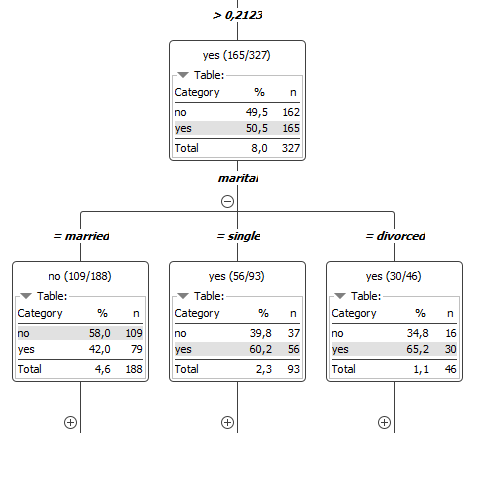 > 0,2123
yes (165/327)
Table:
Category % n
no 49,5 162
yes 50,5 165
Total 8,0 327
marital
= married = single = divorced
no (109/188)
Table:
Category % n
no 58,0 109
yes 42,0 79
Total 4,6 188
yes (56/93)
Table:
Category % n
no 39,8 37
yes 60,2 56
Total 2,3 93
yes (30/46)
Table:
Category % n
no 34,8 16
yes 65,2 30
Total 1,1 46